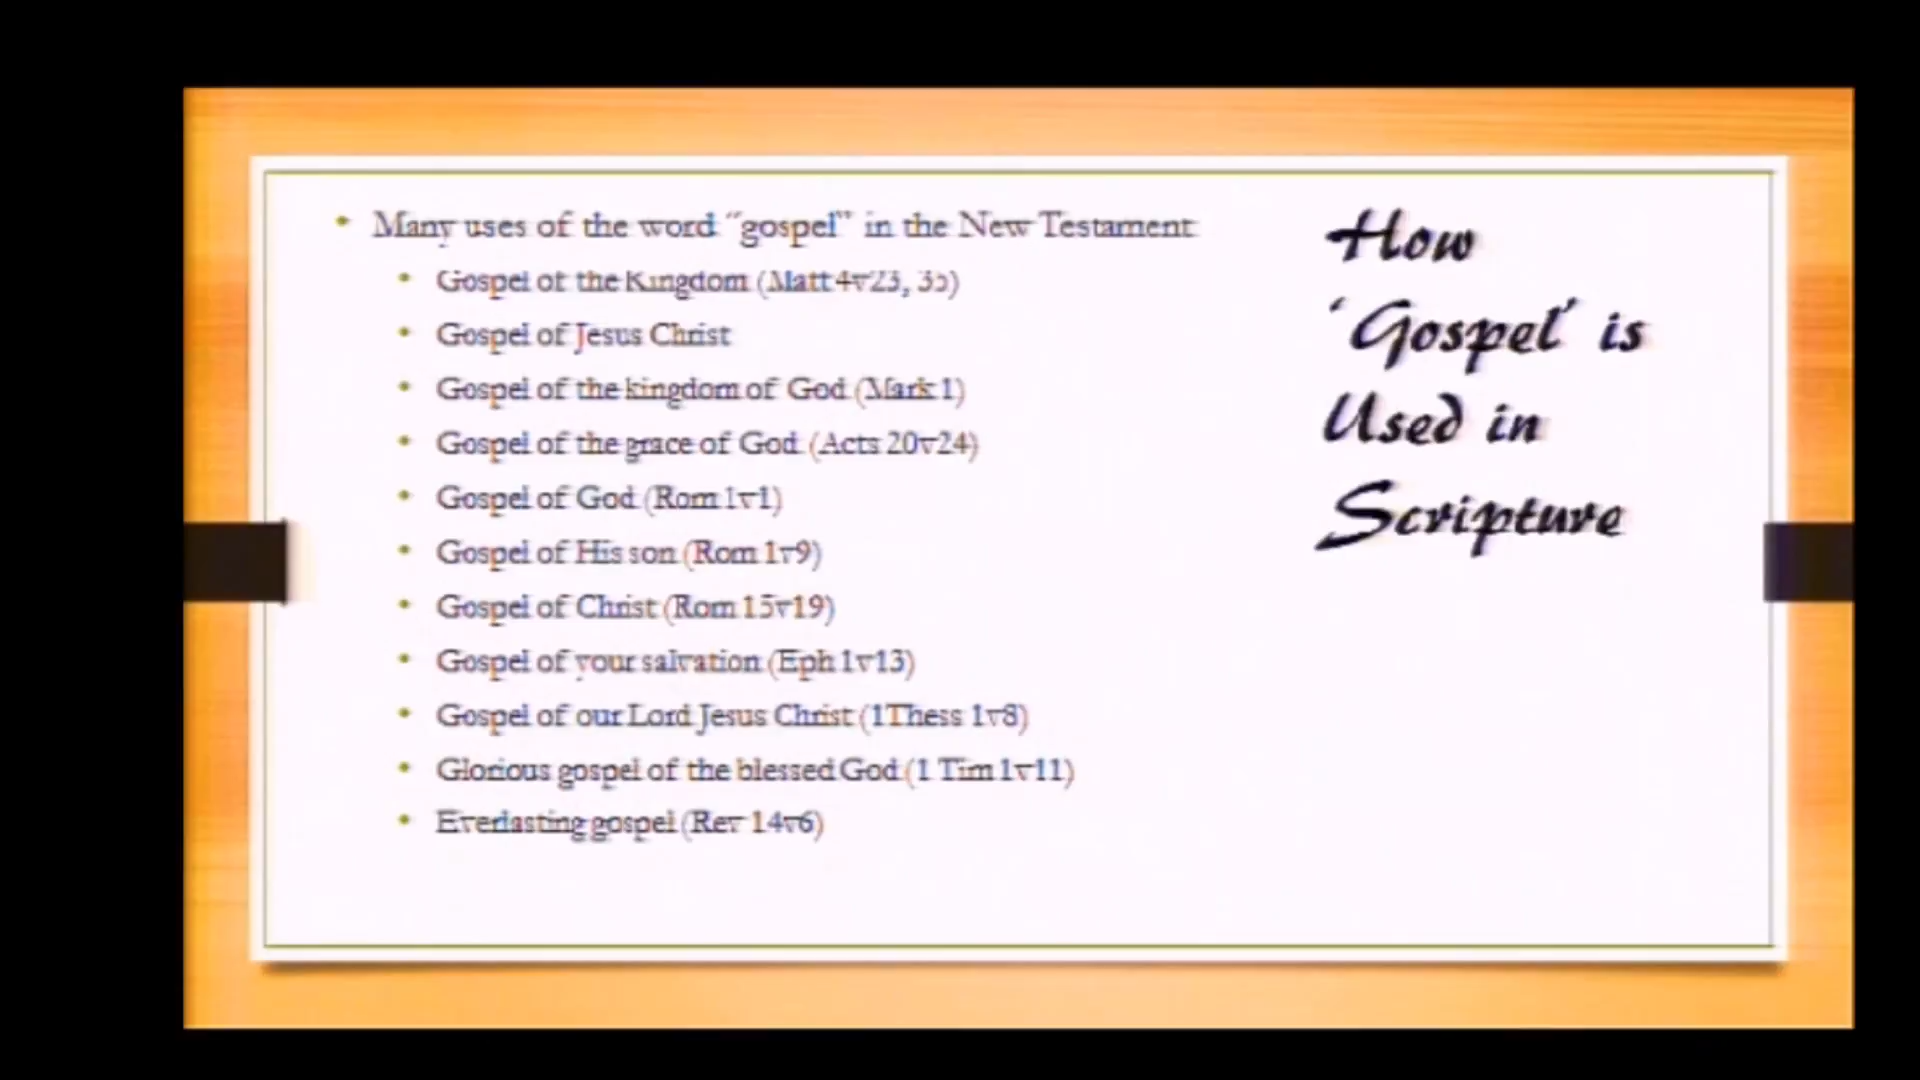 How
'Gospel' is
Used in
Scripture
Many uses of the word "gospel" in the New Testament
Gospel of the Kingdom (Matt 4v23, 35)
Gospel of Jesus Christ
Gospel of the kingdom of God (Mark 1)
Gospel of the grace of God (Acts 20v24)
Gospel of God (Rom 1v1)
Gospel of His son (Rom 1v9)
Gospel of Christ (Rom 15v19)
Gospel of your salvation (Eph 1v13)
Gospel of our Lord Jesus Christ (1Thess 1v8)
Glorious gospel of the blessed God (1 Tim 1v11)
Everlasting gospel (Rev 14v6)